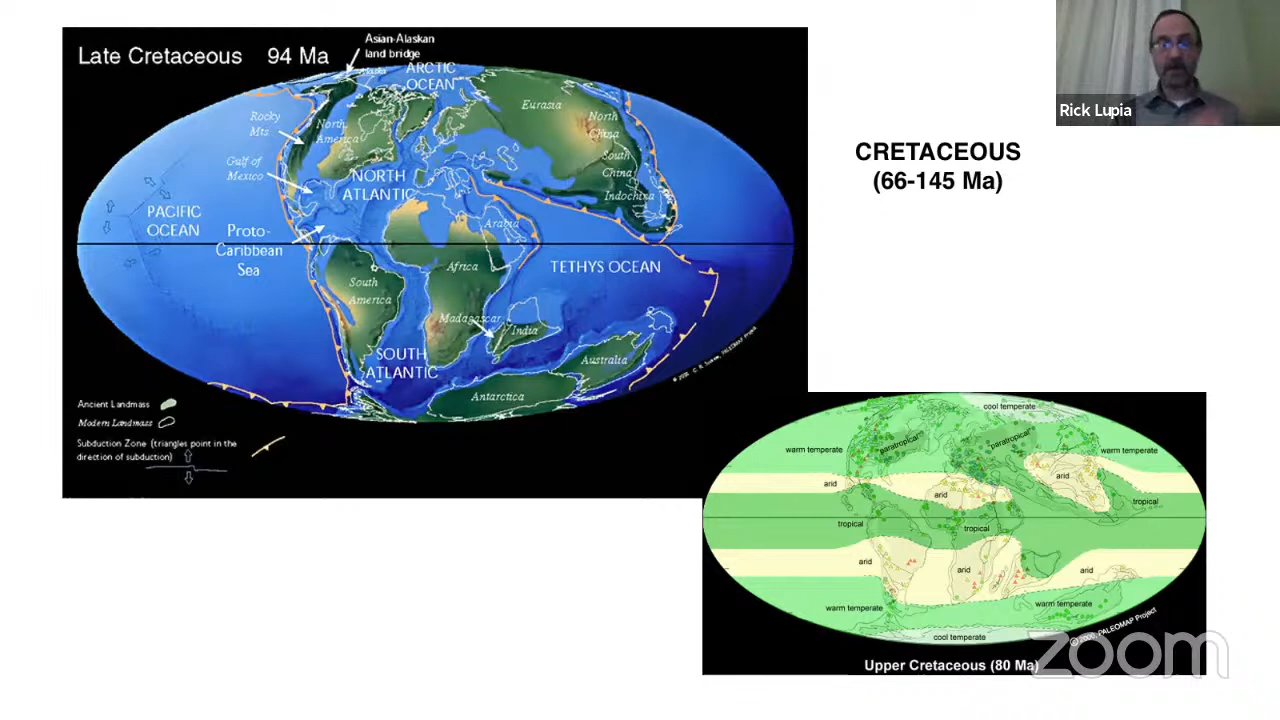 Late Cretaceous 94 Ma
Asian-Alaskan
land bridge
Alaska
ARCTIC
OCEAN
Eurasia
Rocky
Mts
North
America
North
China
Gulf of
Mexico
South
China
NORTH
ATLANTIC
Indochina
PACIFIC
OCEAN
Proto-
Caribbean
Sea
Arabia
Africa
TETHYS OCEAN
South
America
Madagascar
India
SOUTH
ATLANTIC
Australia
Antarctica
Ancient Landmass
Modern Landmass
Subduction Zone (triangles point in the
direction of subduction)
Rick Lupia
CRETACEOUS
(66-145 Ma)
cool temperate
warm temperate
paratropical
paratropical
warm temperate
arid
arid
arid
tropical
tropical
tropical
arid
arid
arid
warm temperate
warm temperate
cool temperate
© 2000, PALEOMAP Project
Upper Cretaceous (80 Ma)
zoom